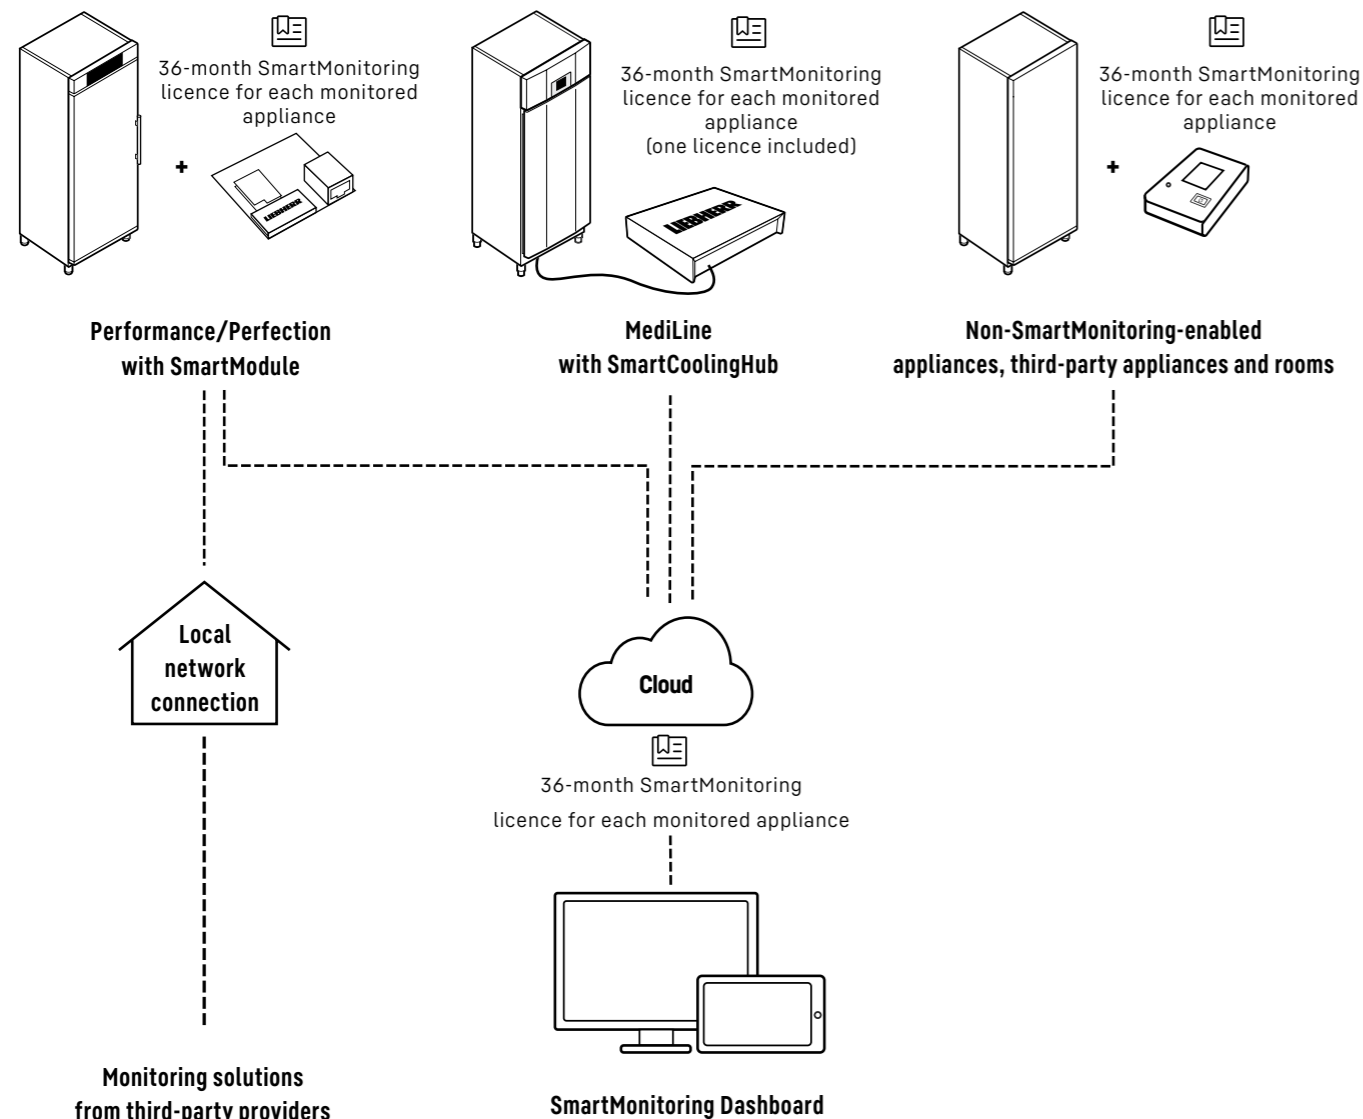 36-month SmartMonitoring
licence for each monitored
appliance
+
LIEBHERR
36-month SmartMonitoring
licence for each monitored
appliance
(one licence included)
LIEBHERR
36-month SmartMonitoring
licence for each monitored
appliance
+
Performance/Perfection
with SmartModule
MediLine
with SmartCoolingHub
Non-SmartMonitoring-enabled
appliances, third-party appliances and rooms
Local
network
connection
Cloud
36-month SmartMonitoring
licence for each monitored appliance
Monitoring solutions
from third-party providers
SmartMonitoring Dashboard